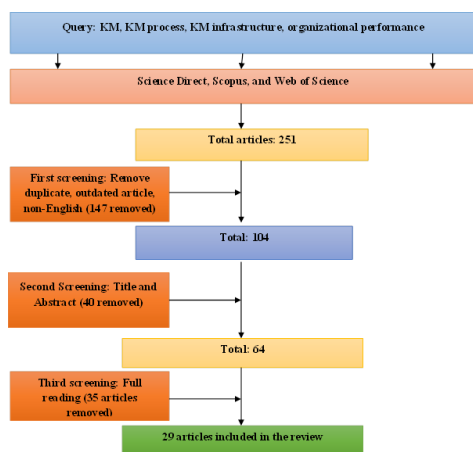 Query: KM, KM process, KM infrastructure, organizational performance
Science Direct, Scopus, and Web of Science
Total articles: 251
First screening: Remove
duplicate, outdated article,
non-English (147 removed)
Total: 104
Second Screening: Title and
Abstract (40 removed)
Total: 64
Third screening: Full
reading (35 articles
removed)
29 articles included in the review